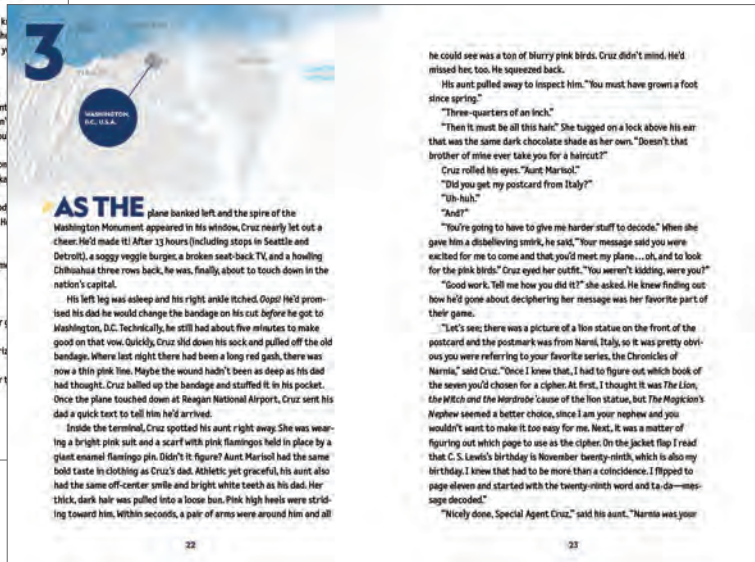 3
WASHINGTON,
D.C., U.S.A.
AS THE plane banked left and the spire of the
Washington Monument appeared in his window, Cruz nearly let out a
cheer. He'd made it! After 13 hours (including stops in Seattle and
Detroit), a soggy veggie burger, a broken seat-back TV, and a howling
Chihuahua three rows back, he was, finally, about to touch down in the
nation's capital.
His left leg was asleep and his right ankle itched. Oops! He'd prom-
ised his dad he would change the bandage on his cut before he got to
Washington, D.C. Technically, he still had about five minutes to make
good on that vow. Quickly, Cruz slid down his sock and pulled off the old
bandage. Where last night there had been a long red gash, there was
now a thin pink line. Maybe the wound hadn't been as deep as his dad
had thought. Cruz balled up the bandage and stuffed it in his pocket.
Once the plane touched down at Reagan National Airport, Cruz sent his
dad a quick text to tell him he'd arrived.
Inside the terminal, Cruz spotted his aunt right away. She was wear-
ing a bright pink suit and a scarf with pink flamingos held in place by a
giant enamel flamingo pin. Didn't it figure? Aunt Marisol had the same
bold taste in clothing as Cruz's dad. Athletic yet graceful, his aunt also
had the same off-center smile and bright white teeth as his dad. Her
thick, dark hair was pulled into a loose bun. Pink high heels were strid-
ing toward him. Within seconds, a pair of arms were around him and all
22
he could see was a ton of blurry pink birds. Cruz didn't mind. He'd
missed her, too. He squeezed back.
His aunt pulled away to inspect him. "You must have grown a foot
since spring."
"Three-quarters of an inch."
"Then it must be all this hair." She tugged on a lock above his ear
that was the same dark chocolate shade as her own. "Doesn't that
brother of mine ever take you for a haircut?"
Cruz rolled his eyes. "Aunt Marisol."
"Did you get my postcard from Italy?"
"Uh-huh."
"And?"
"You're going to have to give me harder stuff to decode." When she
gave him a disbelieving smirk, he said, "Your message said you were
excited for me to come and that you'd meet my plane...oh, and to look
for the pink birds." Cruz eyed her outfit. "You weren't kidding, were you?"
"Good work. Tell me how you did it?" she asked. He knew finding out
how he'd gone about deciphering her message was her favorite part of
their game.
"Let's see; there was a picture of a lion statue on the front of the
postcard and the postmark was from Narni, Italy, so it was pretty obvi-
ous you were referring to your favorite series, the Chronicles of
Narnia," said Cruz. "Once I knew that, I had to figure out which book of
the seven you'd chosen for a cipher. At first, I thought it was The Lion,
the Witch and the Wardrobe 'cause of the lion statue, but The Magician's
Nephew seemed a better choice, since I am your nephew and you
wouldn't want to make it too easy for me. Next, it was a matter of
figuring out which page to use as the cipher. On the jacket flap I read
that C. S. Lewis's birthday is November twenty-ninth, which is also my
birthday. I knew that had to be more than a coincidence. I flipped to
page eleven and started with the twenty-ninth word and ta-da—mes-
sage decoded."
"Nicely done, Special Agent Cruz," said his aunt. "Narnia was your
23